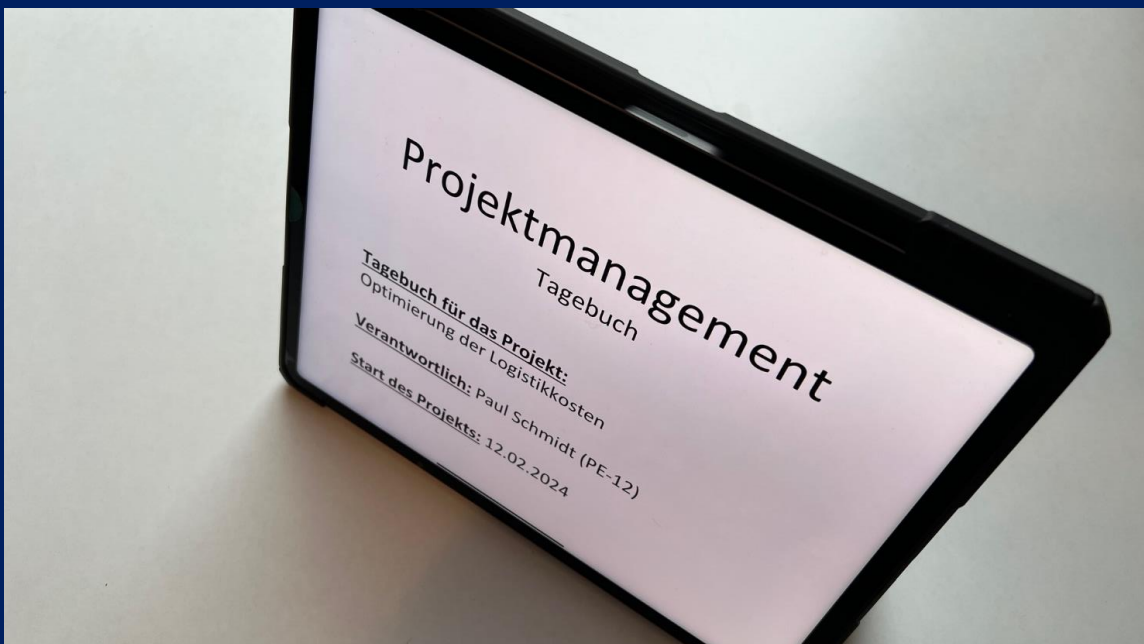 Projektmanagement
Tagebuch
Tagebuch für das Projekt:
Optimierung der Logistikkosten
Verantwortlich: Paul Schmidt (PE-12)
Start des Projekts: 12.02.2024